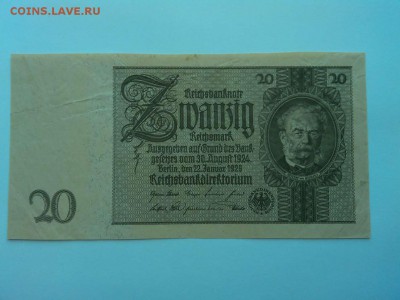 COINS.LAVE.RU
Reichsbanknote
20 20
Zwanzig
Reichsmark
Ausgegeben auf Grund des Bank-
gesetzes vom 30. August 1924
Berlin, den 22. Januar 1929
Reichsbankdirektorium
20